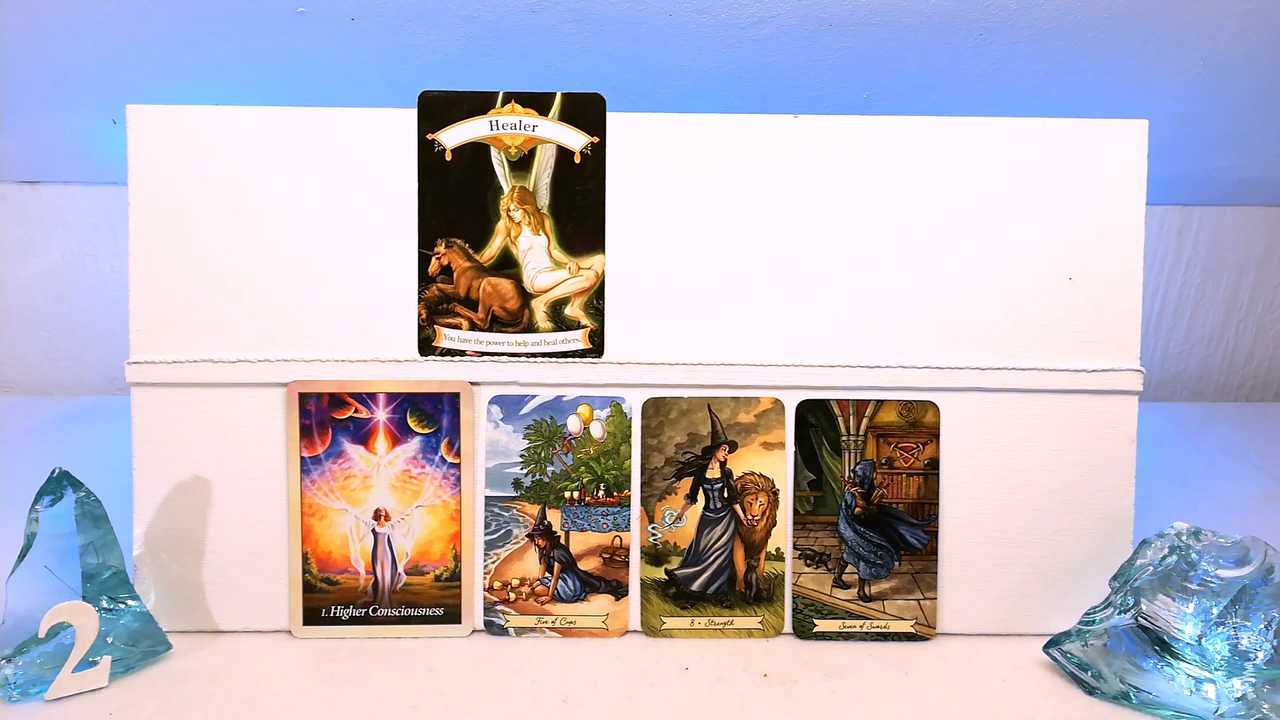 Healer
You have the power to help and heal others.
1. Higher Consciousness
Five of Cups
8 • Strength
Seven of Swords
2